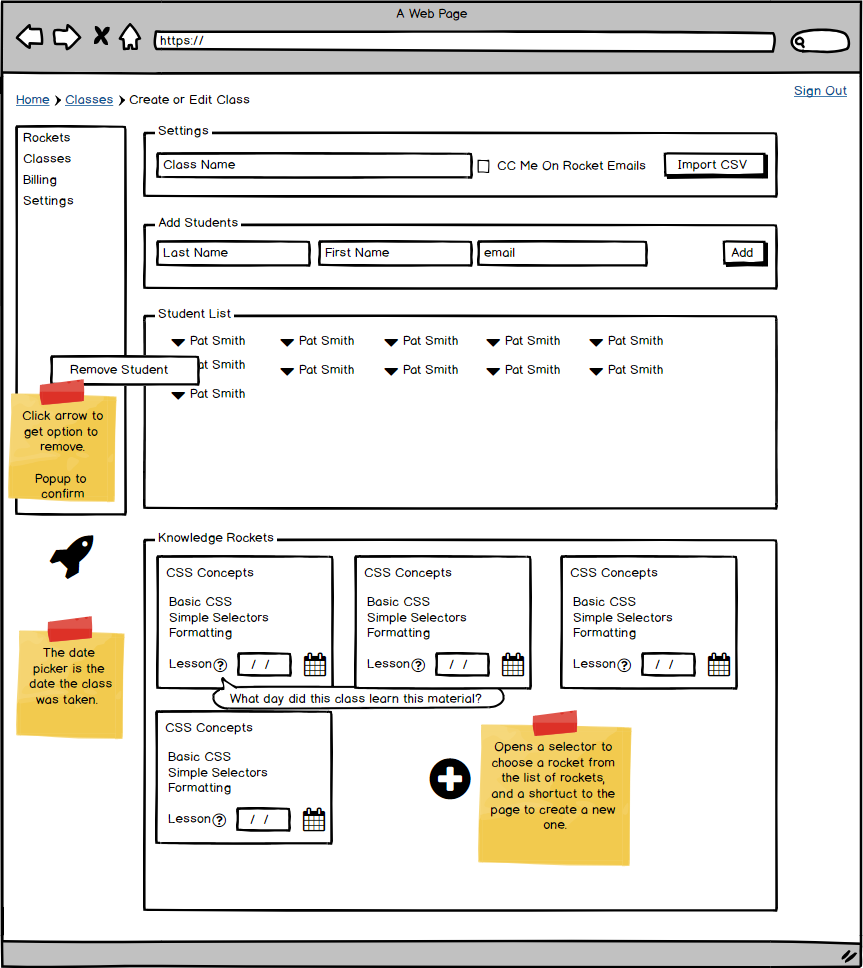 A Web Page
https://
Sign Out
Home Classes Create or Edit Class
Rockets
Classes
Billing
Settings
Settings
Class Name
CC Me On Rocket Emails
Import CSV
Add Students
Last Name
First Name
email
Add
Student List
Pat Smith Pat Smith Pat Smith Pat Smith Pat Smith
at Smith
Pat Smith Pat Smith Pat Smith Pat Smith
Pat Smith
Remove Student
Click arrow to
get option to
remove.
Popup to
confirm
Knowledge Rockets
CSS Concepts
Basic CSS
Simple Selectors
Formatting
Lesson ? / /
CSS Concepts
Basic CSS
Simple Selectors
Formatting
Lesson ? / /
CSS Concepts
Basic CSS
Simple Selectors
Formatting
Lesson ? / /
The date
picker is the
date the class
was taken.
What day did this class learn this material?
CSS Concepts
Basic CSS
Simple Selectors
Formatting
Lesson ? / /
Opens a selector to
choose a rocket from
the list of rockets,
and a shortuct to the
page to create a new
one.